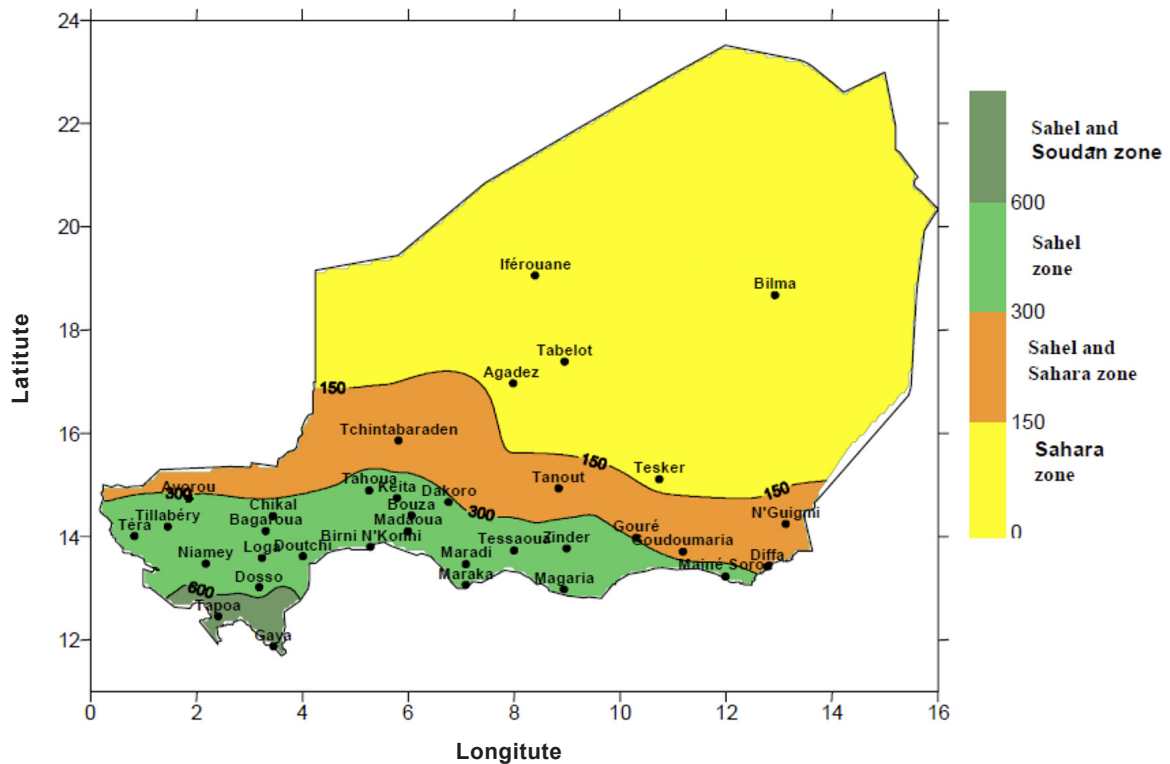 24
22
20
18
16
14
12
0
2
4
6
8
10
12
14
16
Latitute
Longitute
Iférouane
Bilma
Tabelot
Agadez
150
Tchintabaraden
150
Tesker
Tanout
150
Ayorou
300
Tahoua
Keita
Dakoro
N'Guigmi
Chikal
Bouza
300
Tillabéry
Téra
Bagaroua
Madaoua
Gouré
Birni N'Konni
Tessaoua
Zinder
Goudoumaria
Niamey
Loga
Doutchi
Maradi
Diffa
Mainé Soro
Dosso
Maraka
Magaria
600
Tapoa
Gaya
Sahel and
Soudan zone
600
Sahel
zone
300
Sahel and
Sahara zone
150
Sahara
zone
0